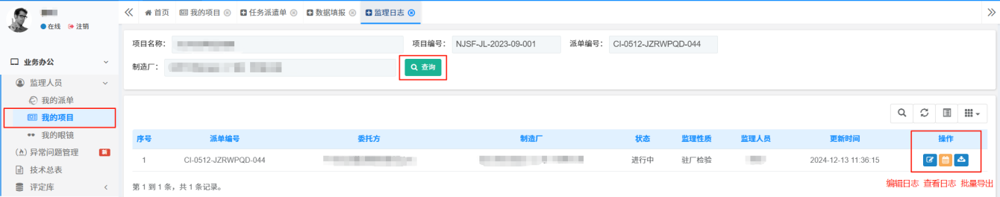 首页 我的项目 任务派遣单 数据填报 监理日志
在线 注销
项目名称: 项目编号: NJSF-JL-2023-09-001 派单编号: CI-0512-JZRWPQD-044
业务办公
制造厂: 查询
监理人员
我的派单
我的项目
我的眼镜
序号 派单编号 委托方 制造厂 状态 监理性质 监理人员 更新时间 操作
异常问题管理 新
1 CI-0512-JZRWPQD-044 进行中 驻厂检验 2024-12-13 11:36:15
技术总表
评定库
第 1 到 1 条，共 1 条记录。
编辑日志 查看日志 批量导出